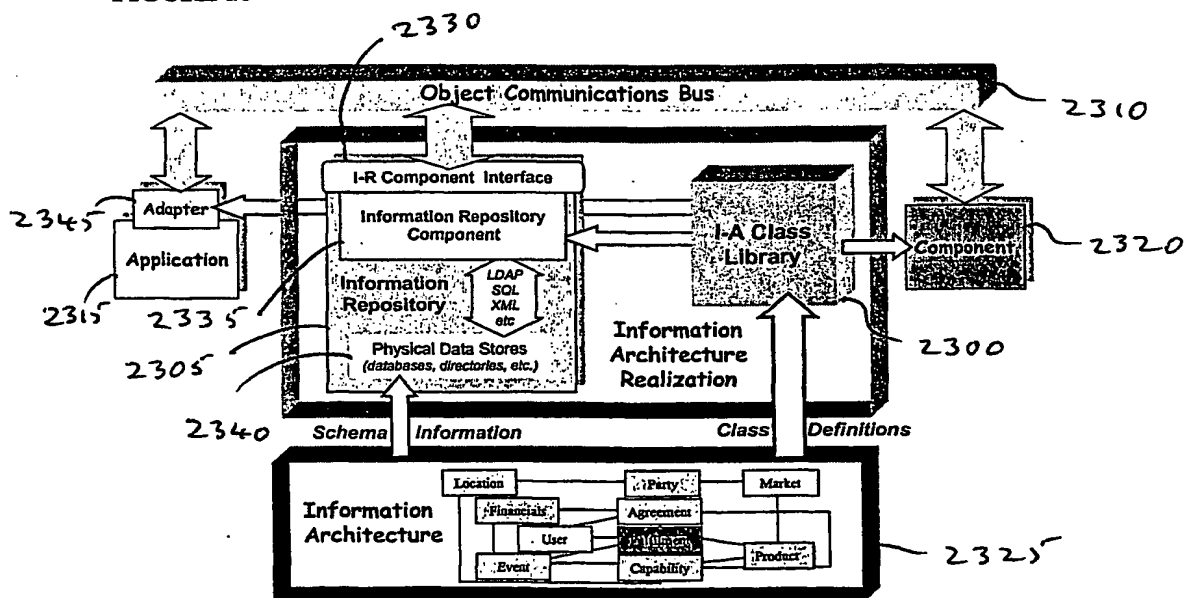 2330
Object Communications Bus
2310
I-R Component Interface
2345
Adapter
Information Repository
Component
I-A Class
Library
Component
2320
Application
2315
2335
Information
Repository
LDAP
SQL
XML
etc
2305
Physical Data Stores
(databases, directories, etc.)
Information
Architecture
Realization
2300
2340
Schema Information
Class Definitions
Information
Architecture
Location
Party
Market
Financials
Agreement
User
Fulfilment
Product
Event
Capability
2325